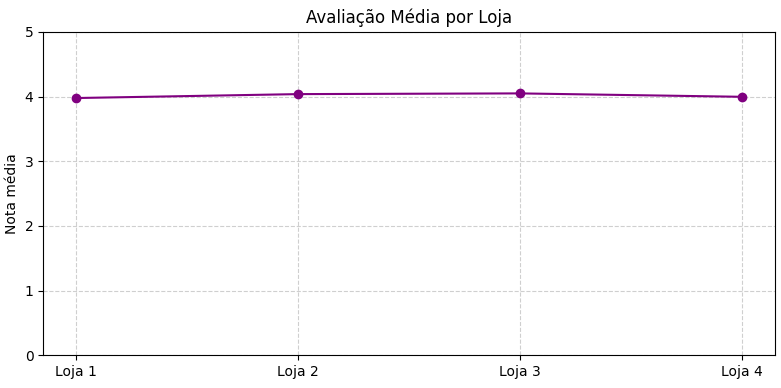 Avaliação Média por Loja
Nota média
5
4
3
2
1
0
Loja 1
Loja 2
Loja 3
Loja 4